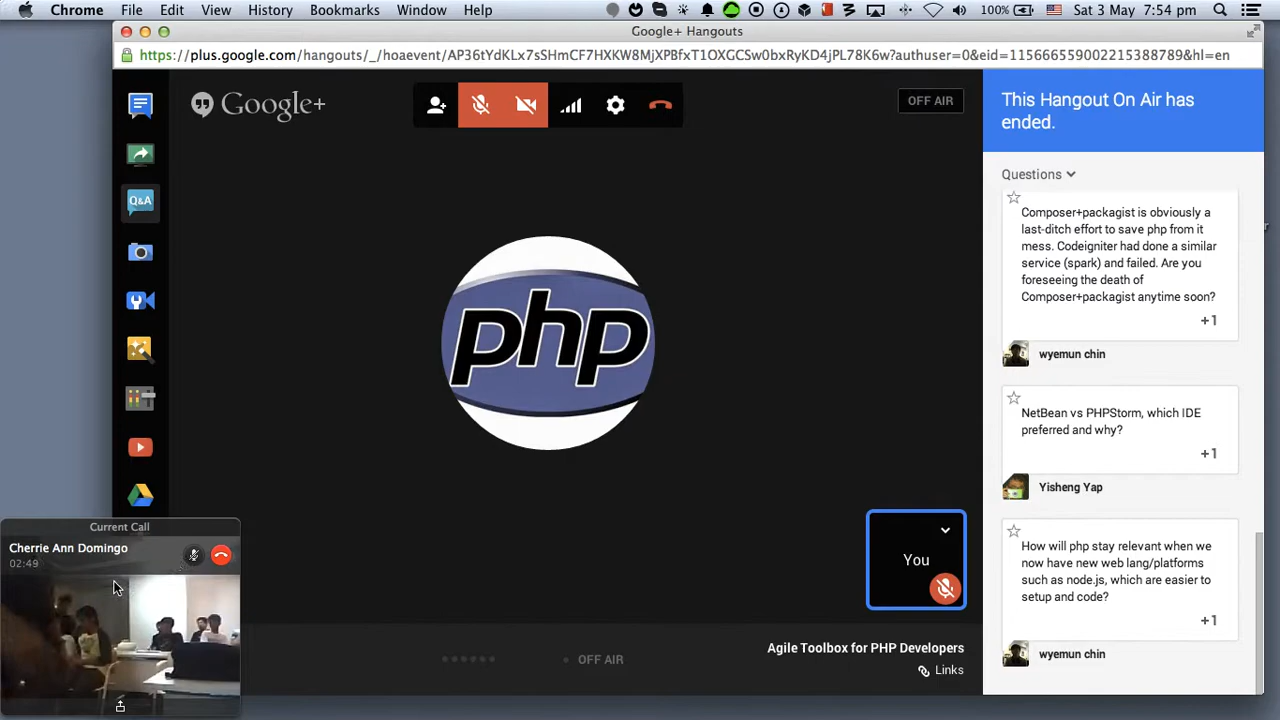 Chrome File Edit View History Bookmarks Window Help 100% Sat 3 May 7:54 pm
Google+ Hangouts
https://plus.google.com/hangouts/_/hoaevent/AP36tYdKLx7sSHmCF7HXKW8MjXPBfxT1OXGCSw0bxRyKD4jPL78K6w?authuser=0&eid=115666559002215388789&hl=en
Google+
OFF AIR
This Hangout On Air has
ended.
Questions
Q&A
Composer+packagist is obviously a
last-ditch effort to save php from it
mess. Codeigniter had done a similar
service (spark) and failed. Are you
foreseeing the death of
Composer+packagist anytime soon?
+1
wyemun chin
php
NetBean vs PHPStorm, which IDE
preferred and why?
+1
Yisheng Yap
How will php stay relevant when we
now have new web lang/platforms
such as node.js, which are easier to
setup and code?
+1
wyemun chin
You
Current Call
Cherrie Ann Domingo
02:49
OFF AIR
Agile Toolbox for PHP Developers
Links